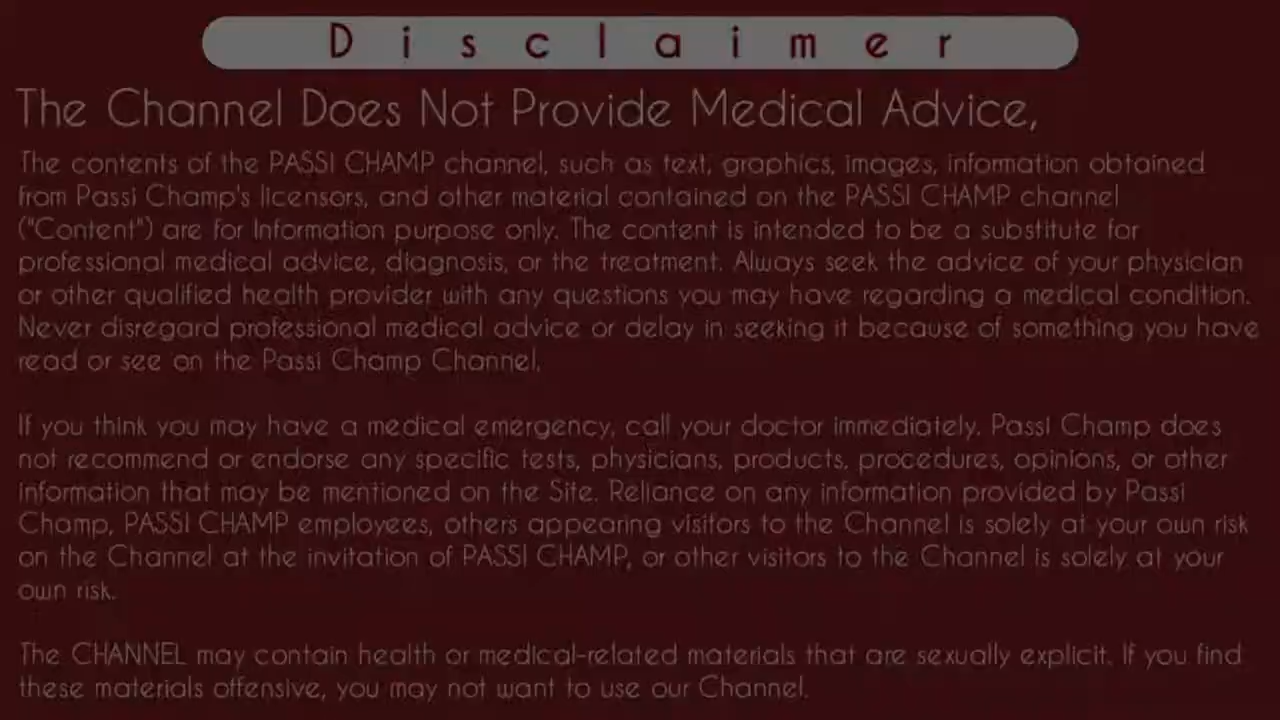 Disclaimer
The Channel Does Not Provide Medical Advice,
The contents of the PASSI CHAMP channel, such as text, graphics, images, information obtained
from Passi Champ's licensors, and other material contained on the PASSI CHAMP channel
("Content") are for Information purpose only. The content is intended to be a substitute for
professional medical advice, diagnosis, or the treatment. Always seek the advice of your physician
or other qualified health provider with any questions you may have regarding a medical condition.
Never disregard professional medical advice or delay in seeking it because of something you have
read or see on the Passi Champ Channel.
If you think you may have a medical emergency, call your doctor immediately. Passi Champ does
not recommend or endorse any specific tests, physicians, products, procedures, opinions, or other
information that may be mentioned on the Site. Reliance on any information provided by Passi
Champ, PASSI CHAMP employees, others appearing visitors to the Channel is solely at your own risk
on the Channel at the invitation of PASSI CHAMP, or other visitors to the Channel is solely at your
own risk.
The CHANNEL may contain health or medical-related materials that are sexually explicit. If you find
these materials offensive, you may not want to use our Channel.